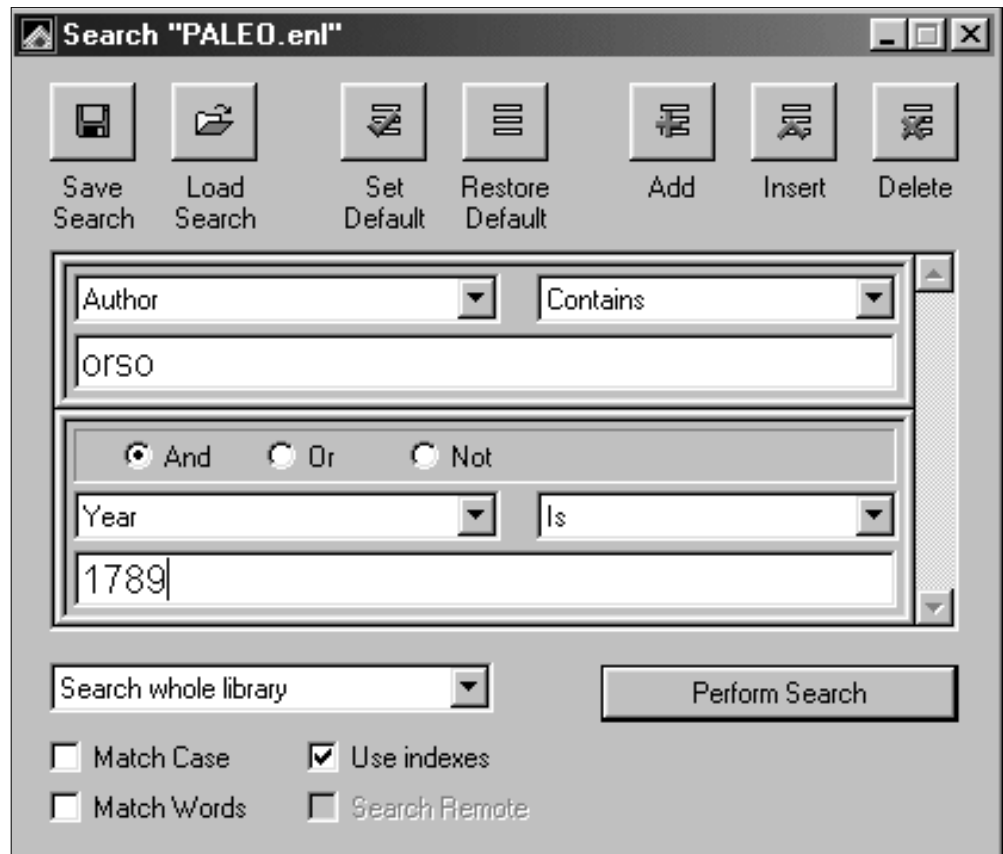 Search "PALEO.enl"
Save Search
Load Search
Set Default
Restore Default
Add
Insert
Delete
Author Contains
orso
And Or Not
Year Is
1789
Search whole library Perform Search
Match Case Use indexes
Match Words Search Remote